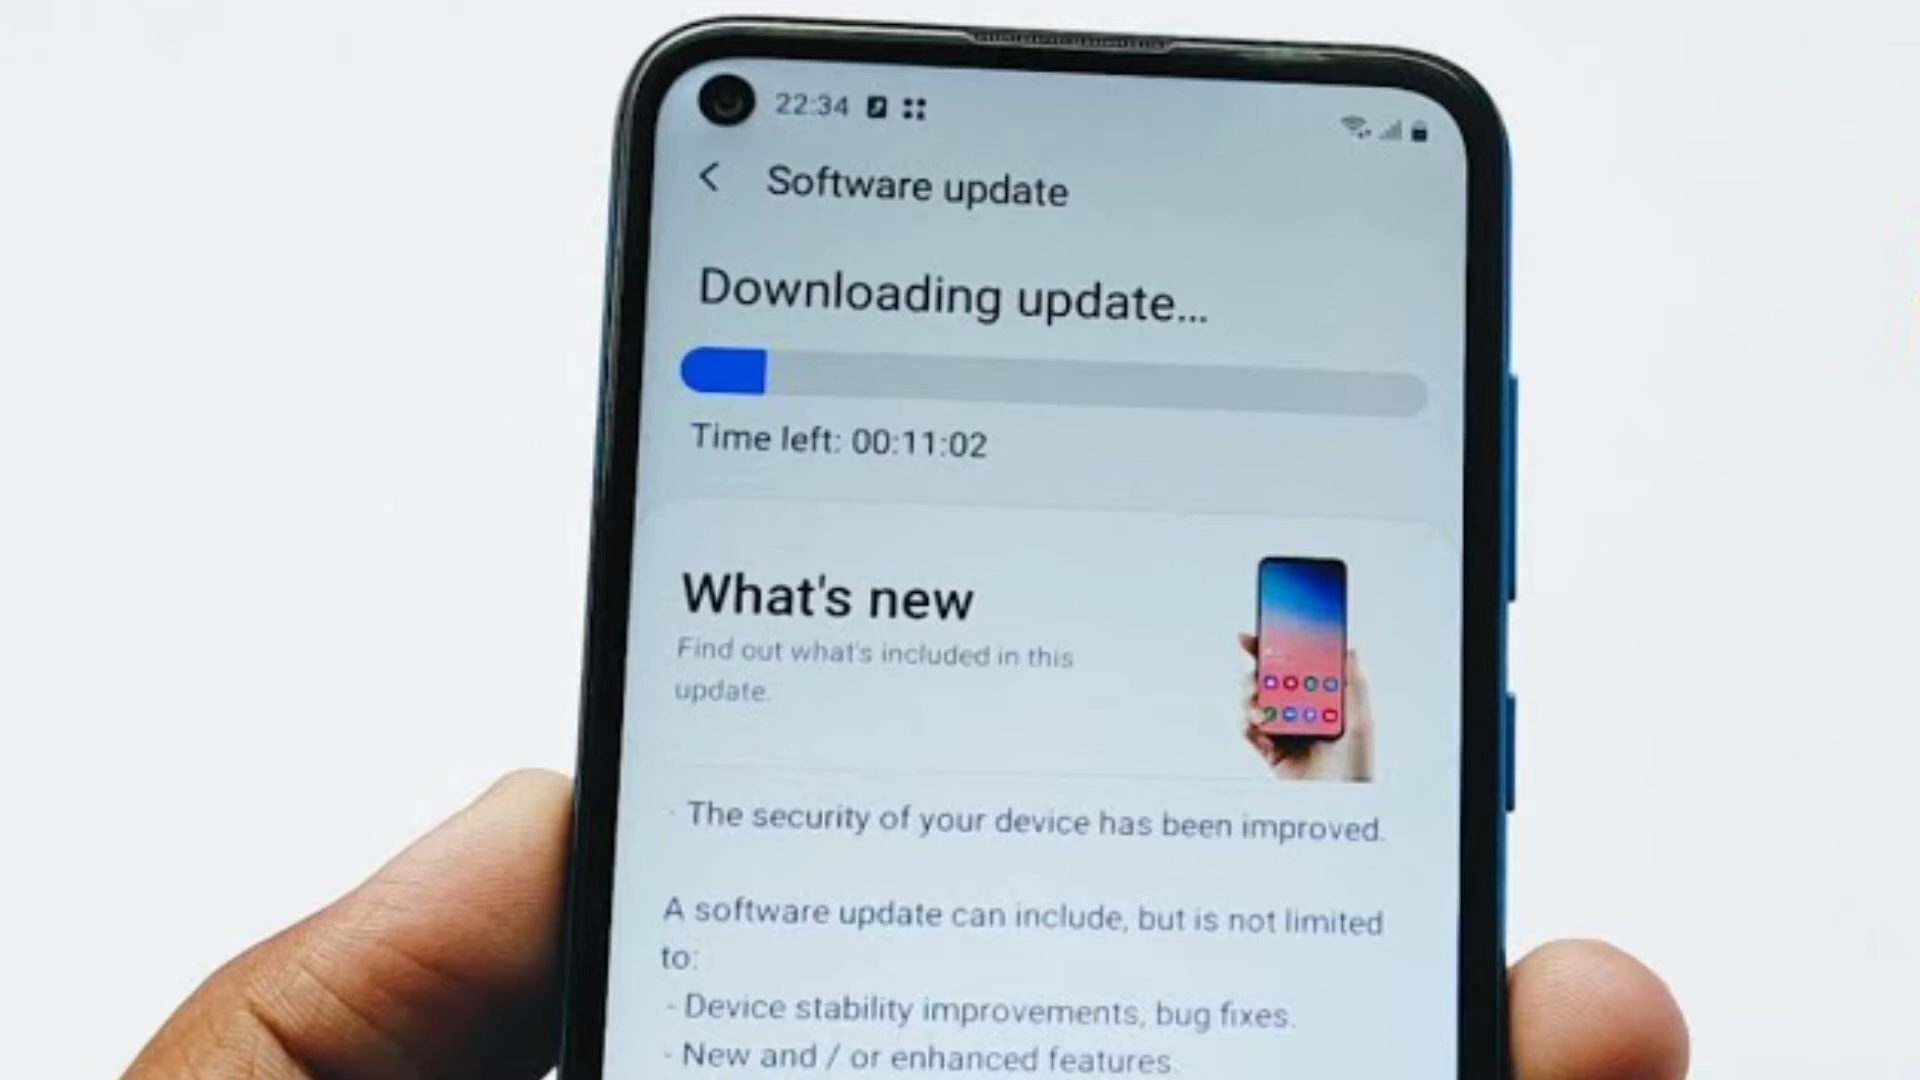 22:34
Software update
Downloading update...
Time left: 00:11:02
What's new
Find out what's included in this
update.
· The security of your device has been improved.
A software update can include, but is not limited
to:
- Device stability improvements, bug fixes.
- New and / or enhanced features.